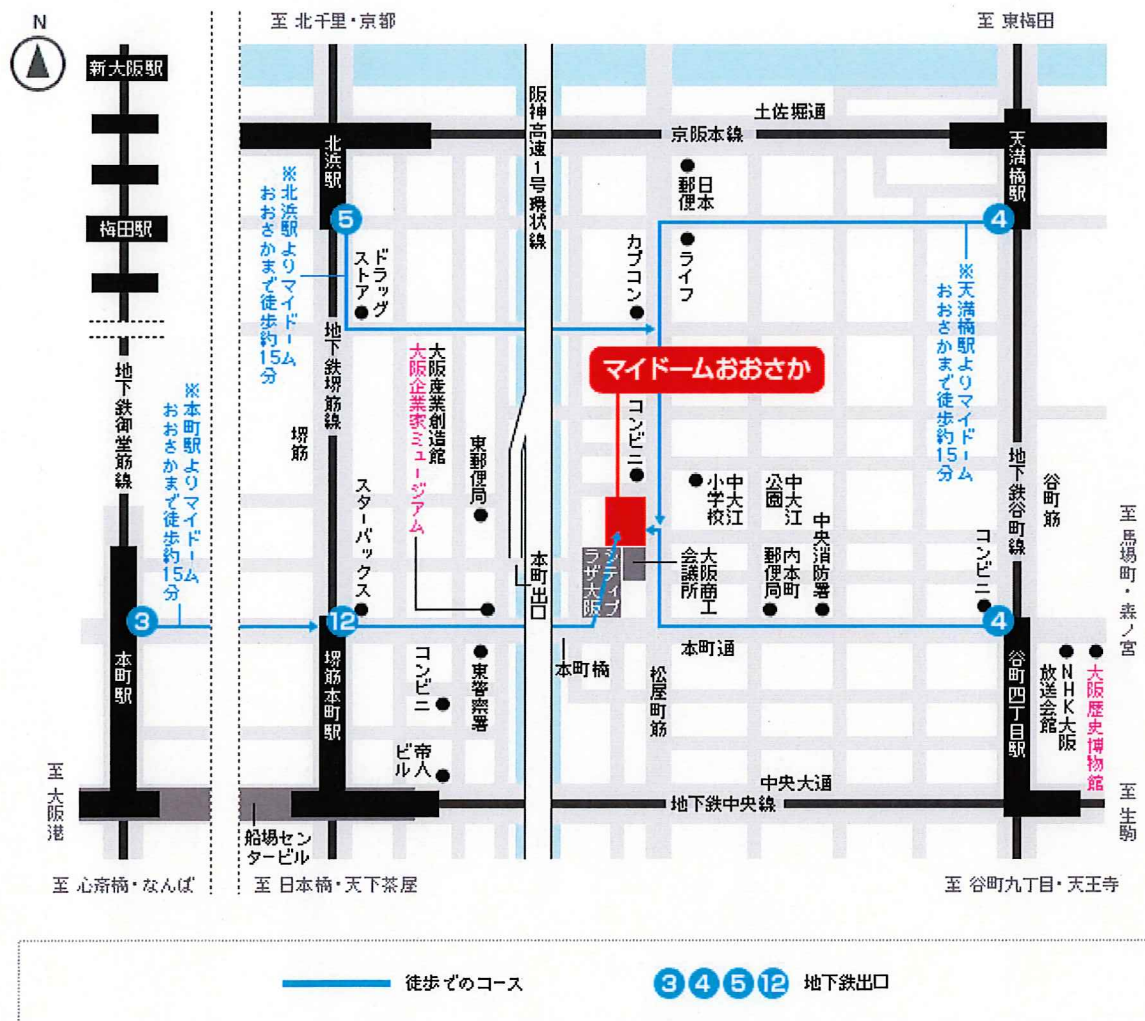 N
至 北千里・京都
至 東梅田
新大阪駅
梅田駅
地下鉄御堂筋線
※本町駅よりマイドーム
おおさかまで徒歩約15分
3
本町駅
至 大阪港
至 心斎橋・なんば
北浜駅
5
※北浜駅よりマイドーム
おおさかまで徒歩約15分
ドラッグ
ストア
地下鉄堺筋線
堺筋
大阪産業創造館
大阪企業家ミュージアム
東郵便局
スターバックス
12
堺筋本町駅
コンビニ
東警察署
帝人
ビル
船場セン
タービル
至 日本橋・天下茶屋
阪神高速1号環状線
本町出口
本町橋
土佐堀通
京阪本線
日本
郵便
ライフ
カプコン
マイドームおおさか
コンビニ
シティプ
ラザ大阪
大阪商工
会議所
中大江
小学校
中大江
公園
内本町
郵便局
中央消防署
本町通
松屋町筋
中央大通
地下鉄中央線
天満橋駅
4
※天満橋駅よりマイドーム
おおさかまで徒歩約15分
地下鉄谷町線
谷町筋
コンビニ
4
谷町四丁目駅
NHK大阪
放送会館
大阪歴史博物館
至 馬場町・森ノ宮
至 生駒
至 谷町九丁目・天王寺
徒歩でのコース
3 4 5 12 地下鉄出口